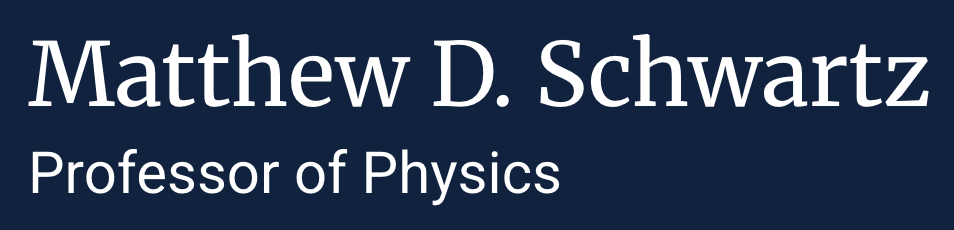 Matthew D. Schwartz
Professor of Physics